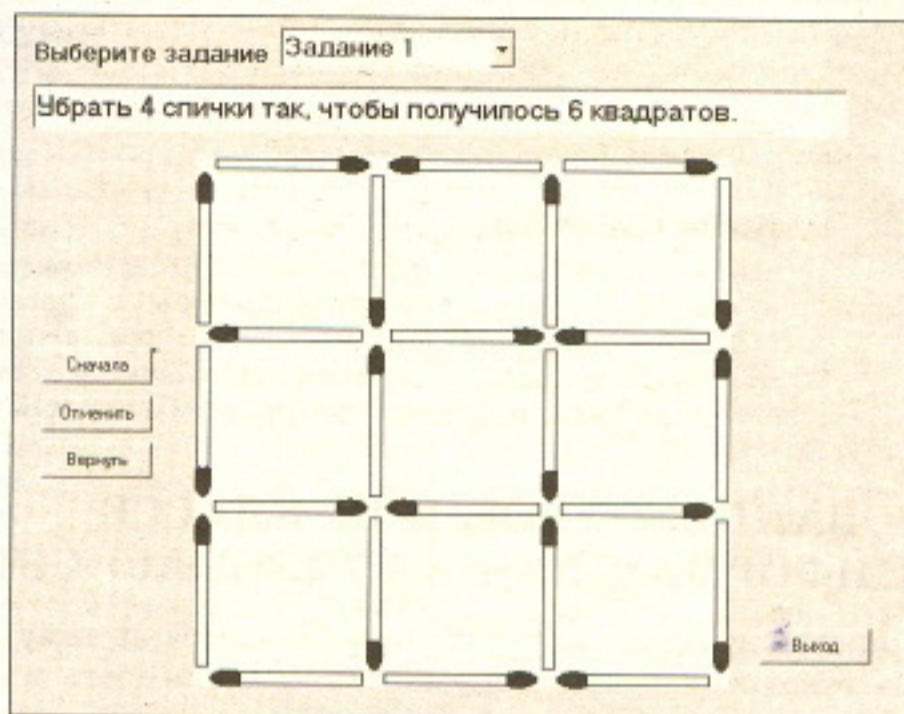 Выберите задание Задание 1
Убрать 4 спички так, чтобы получилось 6 квадратов.
Сначала
Отменить
Вернуть
Выход